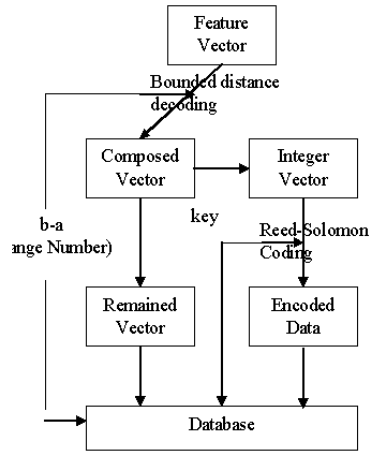 Feature
Vector
Bounded distance
decoding
Composed
Vector
Integer
Vector
b-a
ange Number)
key
Reed-Solomon
Coding
Remained
Vector
Encoded
Data
Database